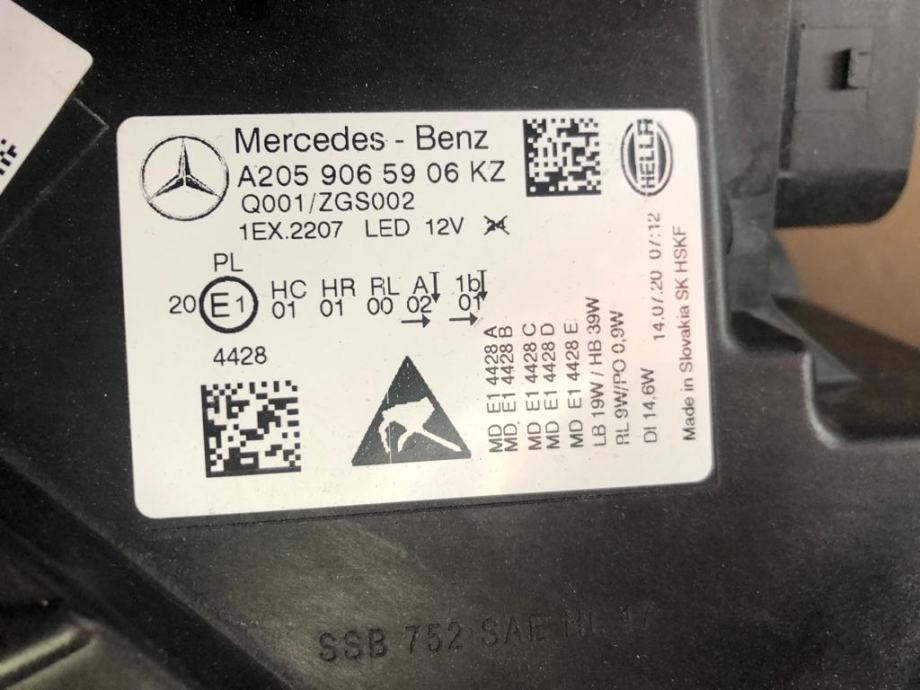 Mercedes - Benz
A205 906 59 06 KZ
Q001/ZGS002
1EX.2207 LED 12V
HELLA
PL
20 E1
HC HR RL A 1b
01 01 00 02 01
4428
MD E1 4428 A
MD. E1 4428 B
MD E1 4428 C
MD E1 4428 D
MD E1 4428 E
LB 19W / HB 39W
RL 9W/PO 0,9W
DI 14,6W
14.07.20 07:12
Made in Slovakia SK HSKF
SSB 752 SAE